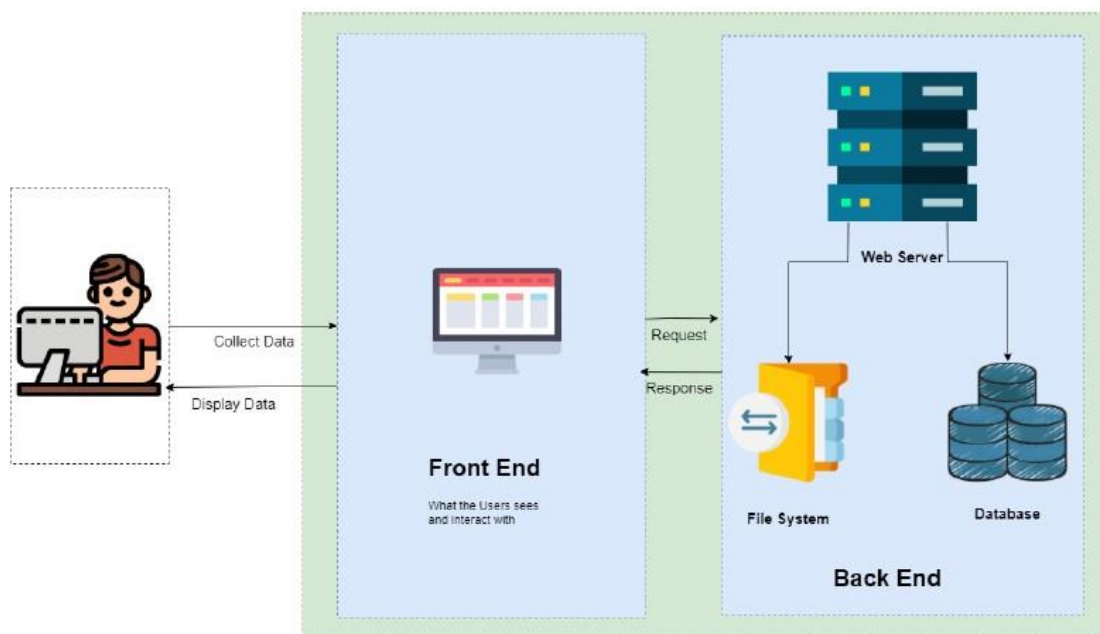 Collect Data
Display Data
Front End
What the Users sees
and interact with
Request
Response
Web Server
File System
Database
Back End